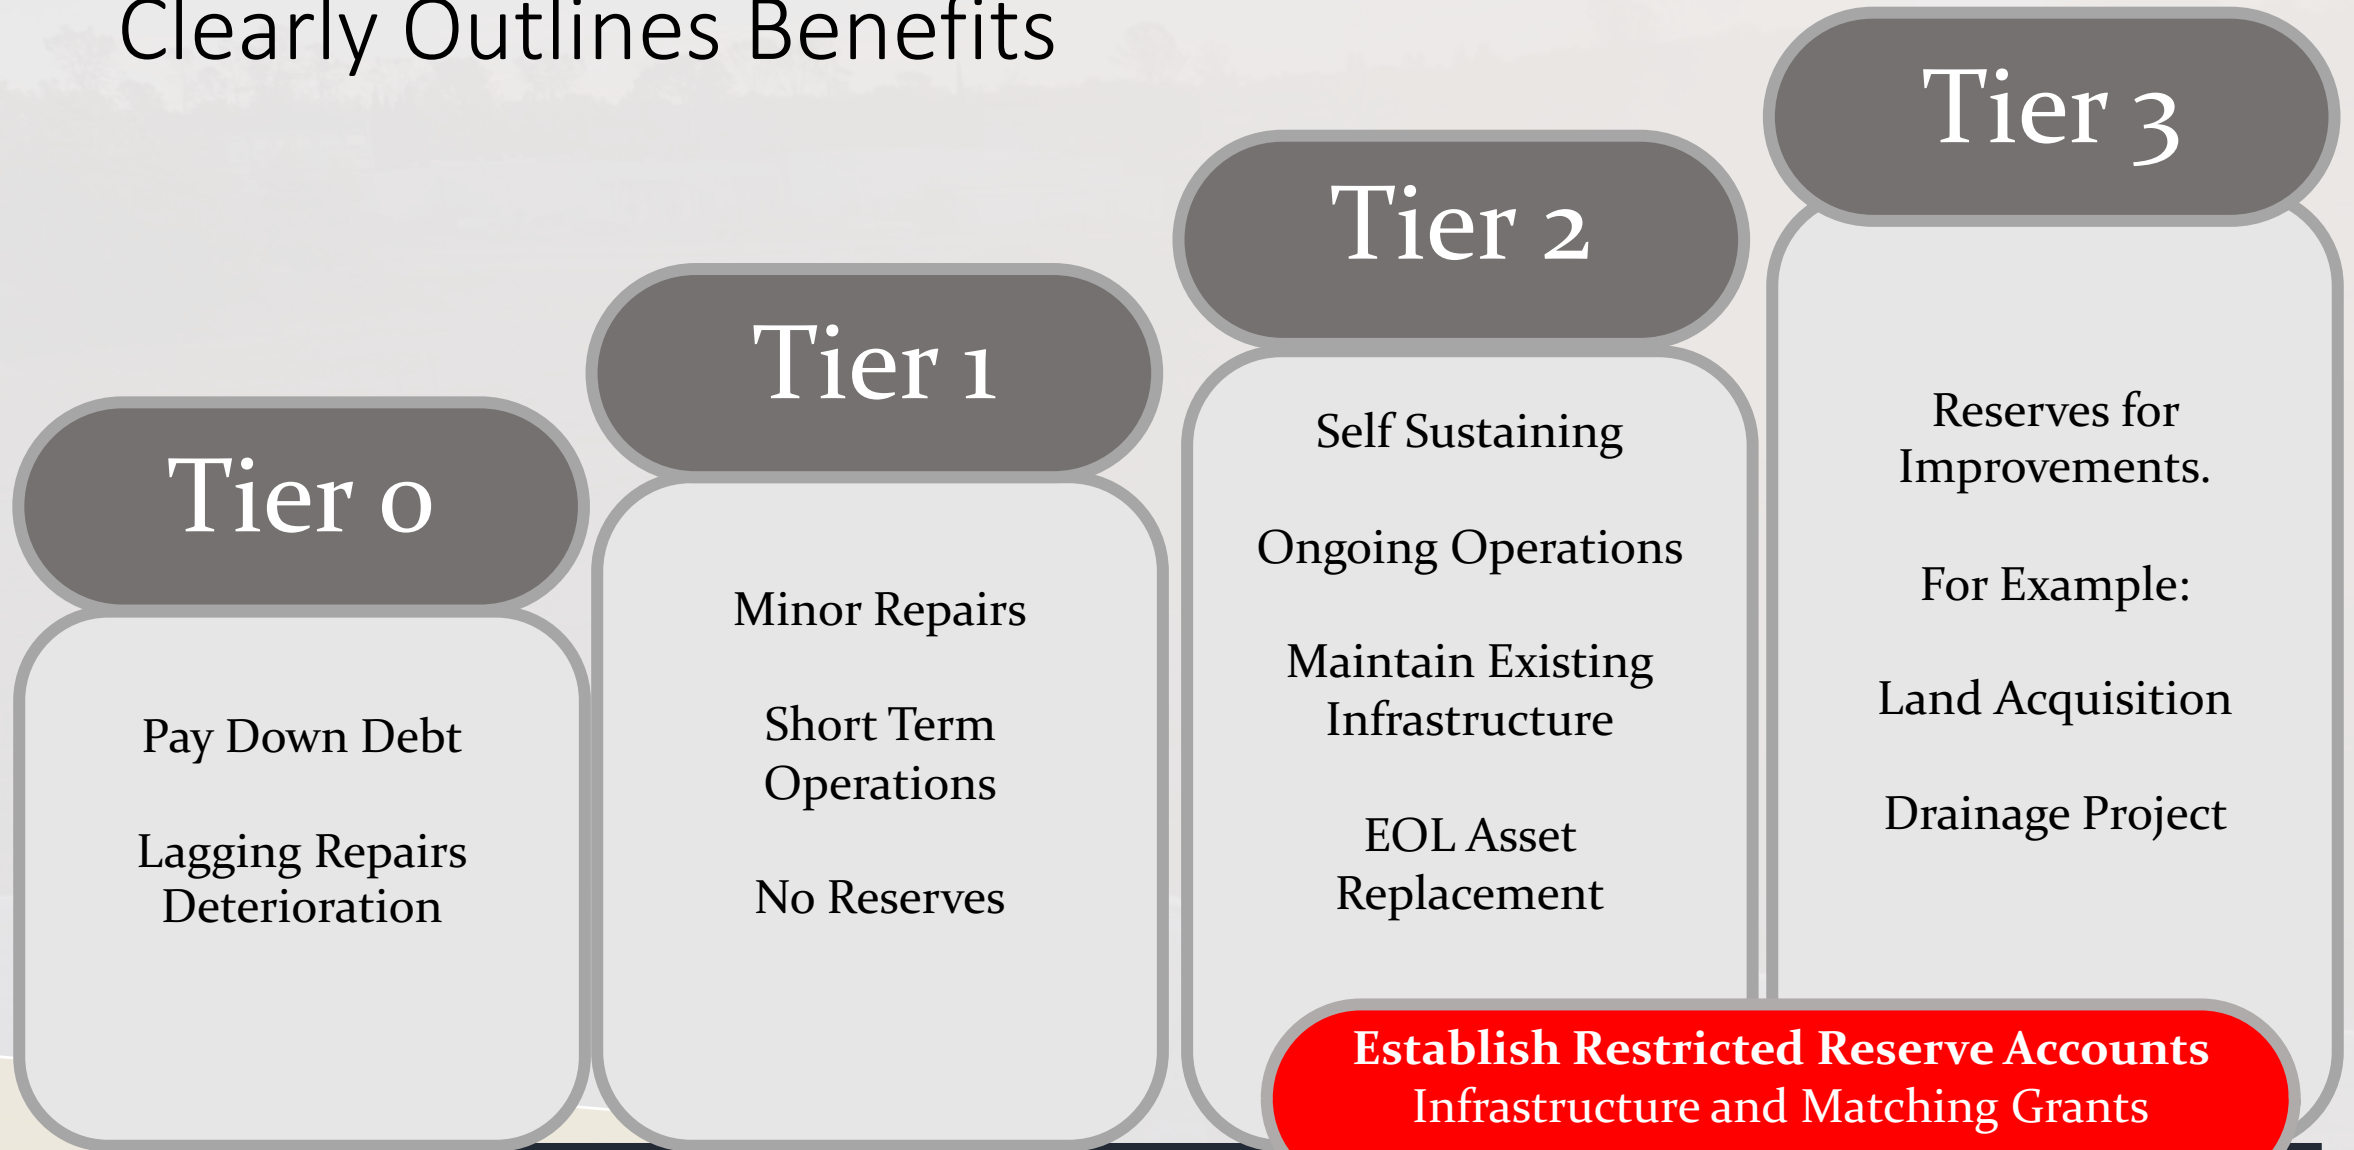 Clearly Outlines Benefits
Tier 0
Pay Down Debt
Lagging Repairs
Deterioration
Tier 1
Minor Repairs
Short Term
Operations
No Reserves
Tier 2
Self Sustaining
Ongoing Operations
Maintain Existing
Infrastructure
EOL Asset
Replacement
Tier 3
Reserves for
Improvements.
For Example:
Land Acquisition
Drainage Project
Establish Restricted Reserve Accounts
Infrastructure and Matching Grants